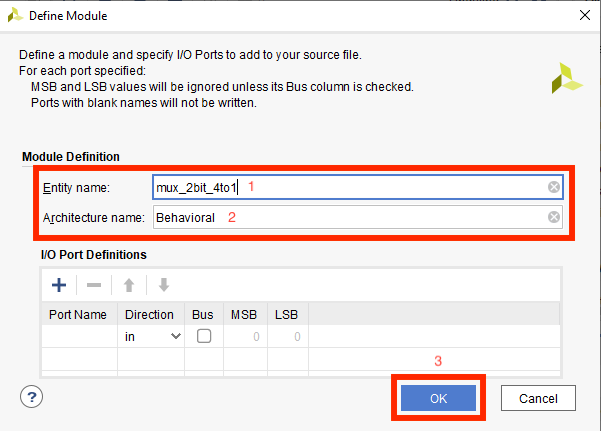 Define Module
Define a module and specify I/O Ports to add to your source file.
For each port specified:
MSB and LSB values will be ignored unless its Bus column is checked.
Ports with blank names will not be written.
Module Definition
Entity name: mux_2bit_4to1 1
Architecture name: Behavioral 2
I/O Port Definitions
Port Name Direction Bus MSB LSB
in 0 0
3
? OK Cancel